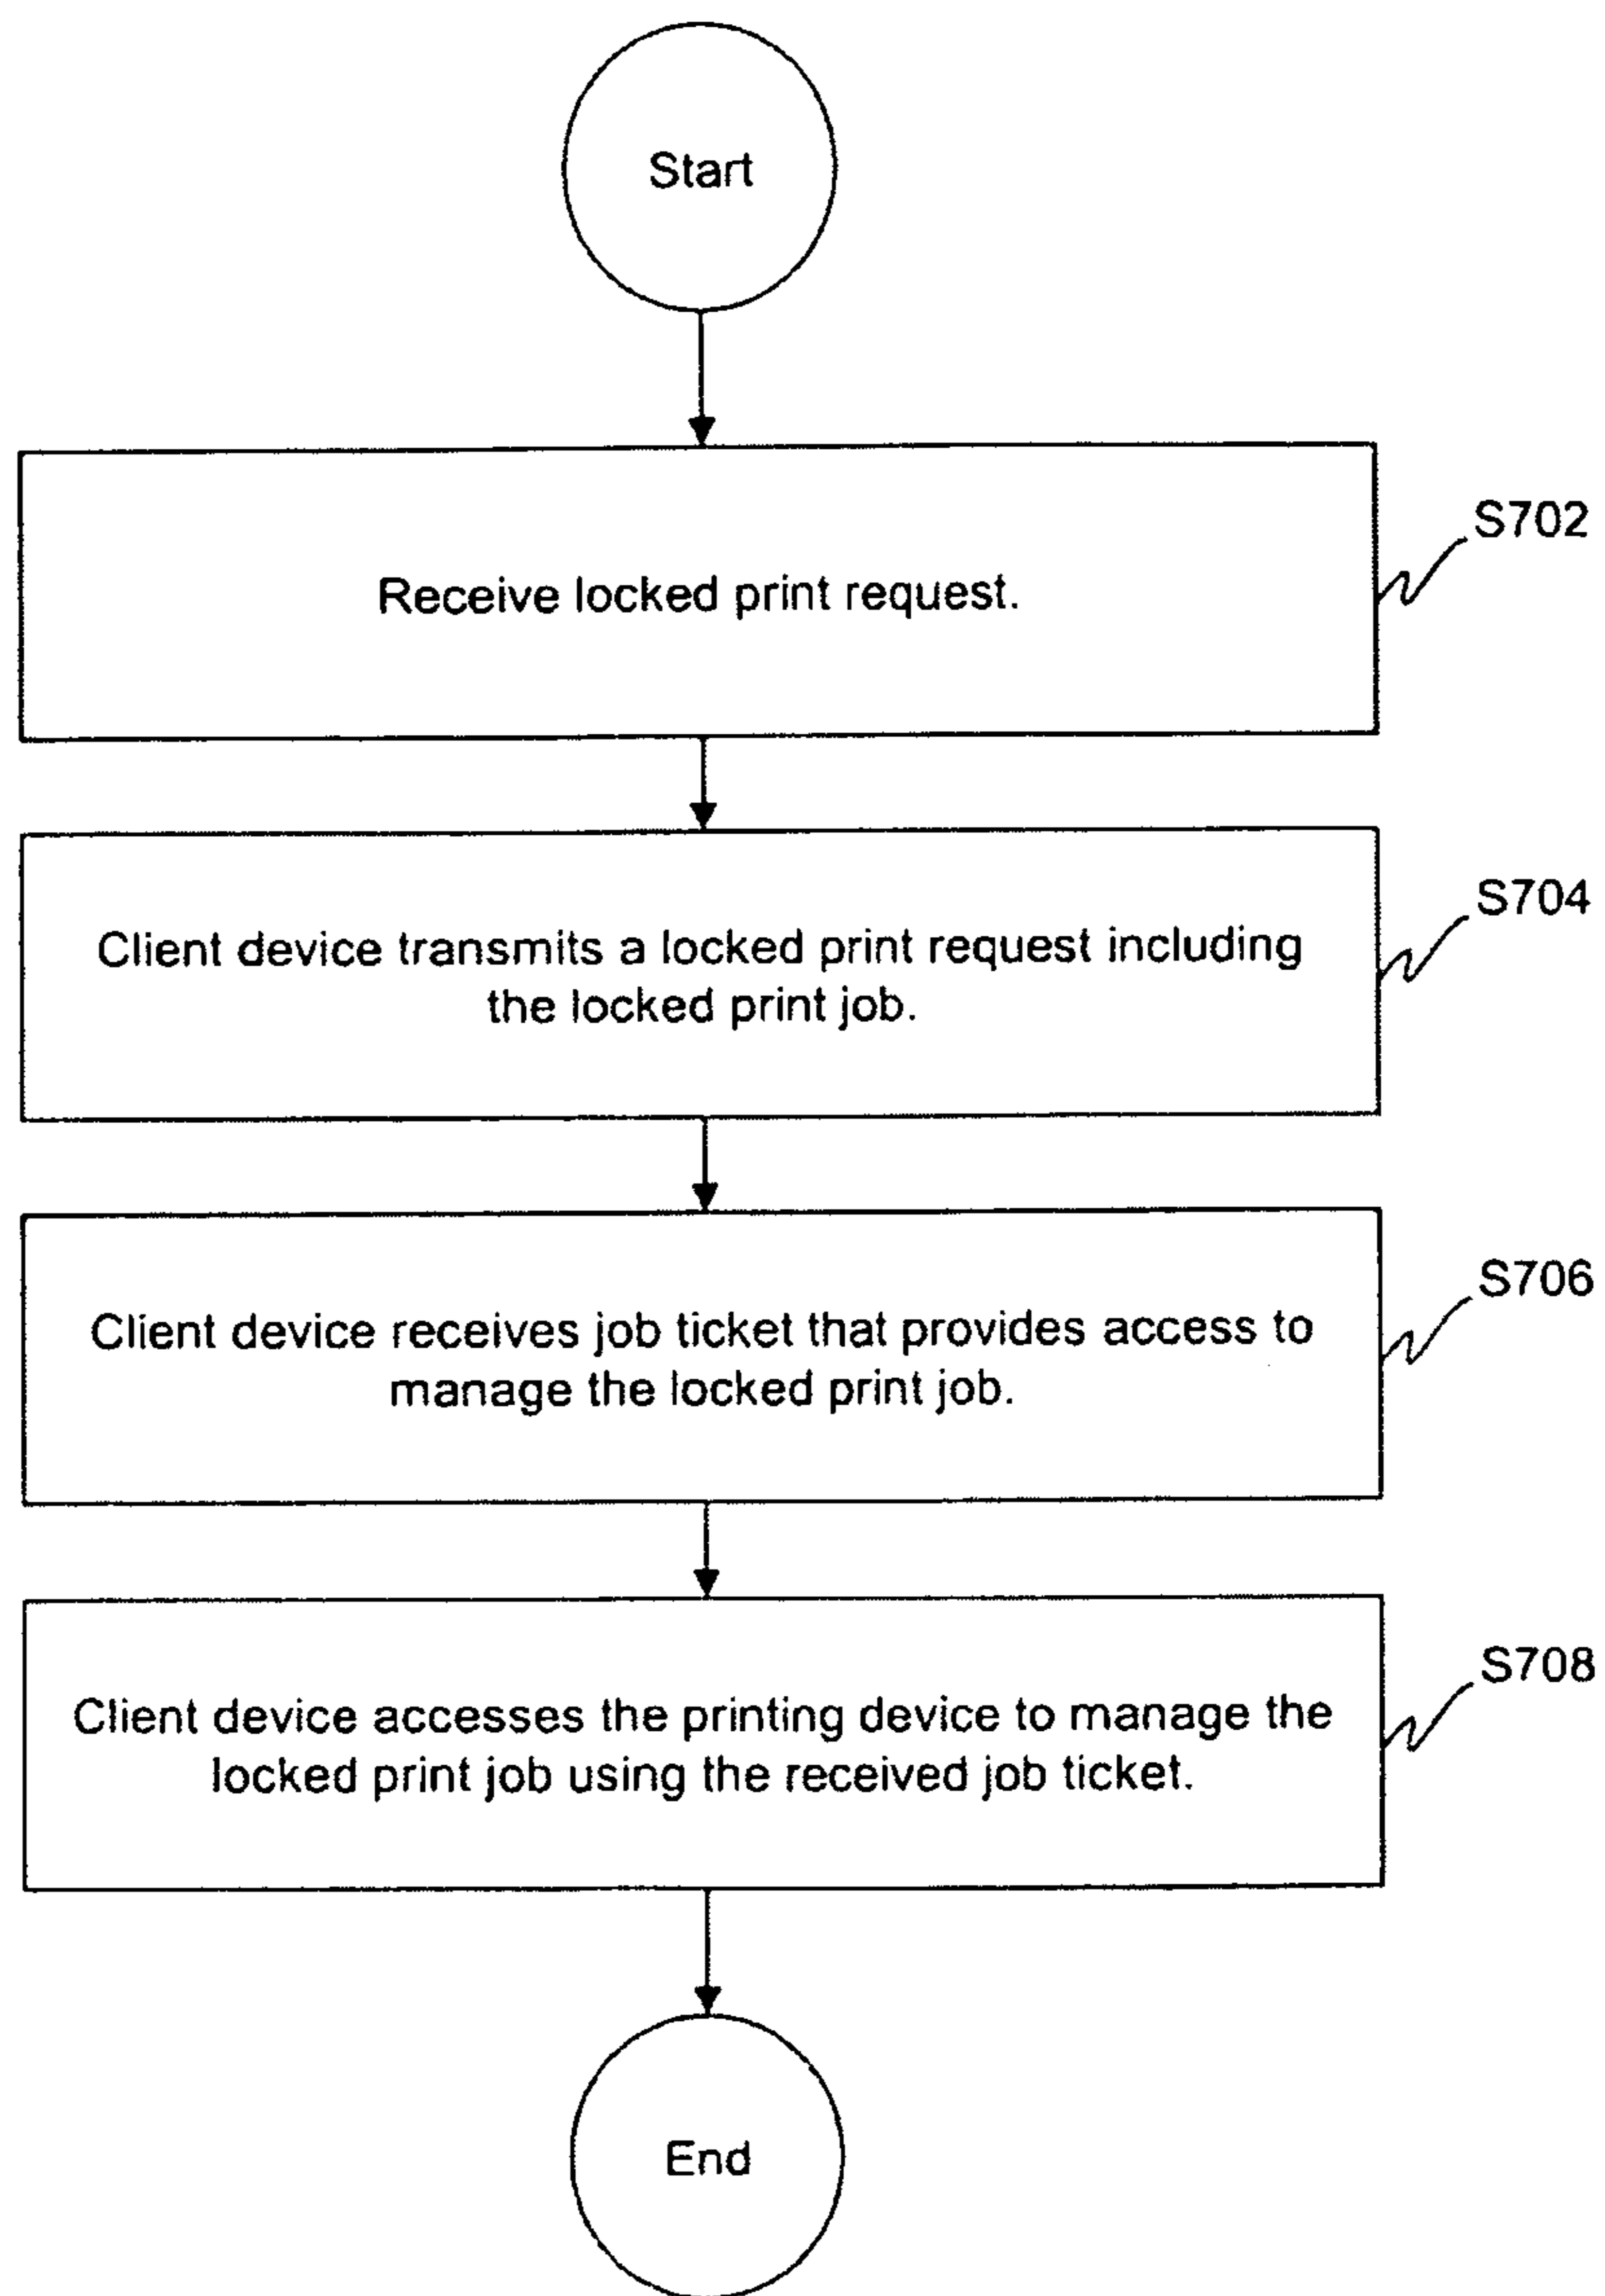 Start
Receive locked print request.
S702
Client device transmits a locked print request including
the locked print job.
S704
Client device receives job ticket that provides access to
manage the locked print job.
S706
Client device accesses the printing device to manage the
locked print job using the received job ticket.
S708
End